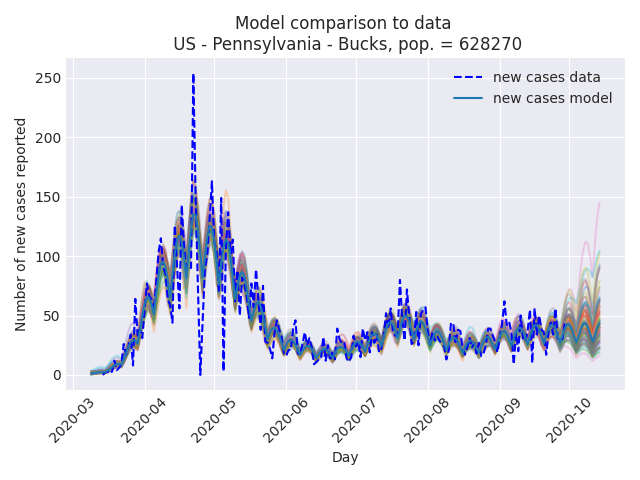 Model comparison to data
US - Pennsylvania - Bucks, pop. = 628270
new cases data
new cases model
Number of new cases reported
250
200
150
100
50
0
2020-03
2020-04
2020-05
2020-06
2020-07
2020-08
2020-09
2020-10
Day